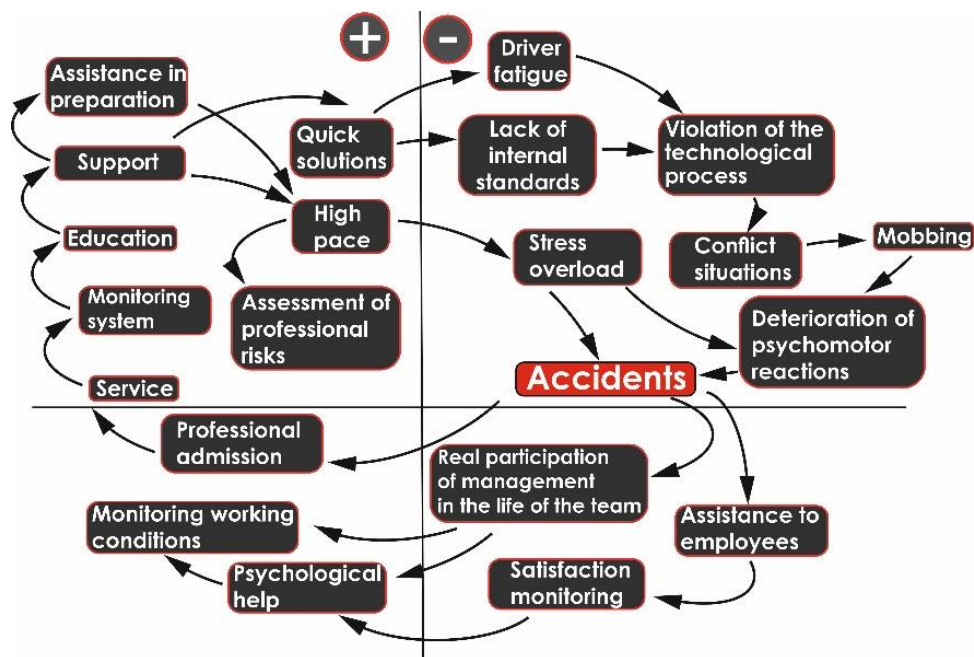 + -
Assistance in
preparation
Support
Education
Monitoring
system
Service
Quick
solutions
High
pace
Assessment of
professional
risks
Driver
fatigue
Lack of
internal
standards
Violation of the
technological
process
Stress
overload
Conflict
situations
Mobbing
Deterioration of
psychomotor
reactions
Accidents
Professional
admission
Monitoring working
conditions
Psychological
help
Real participation
of management
in the life of the team
Satisfaction
monitoring
Assistance to
employees